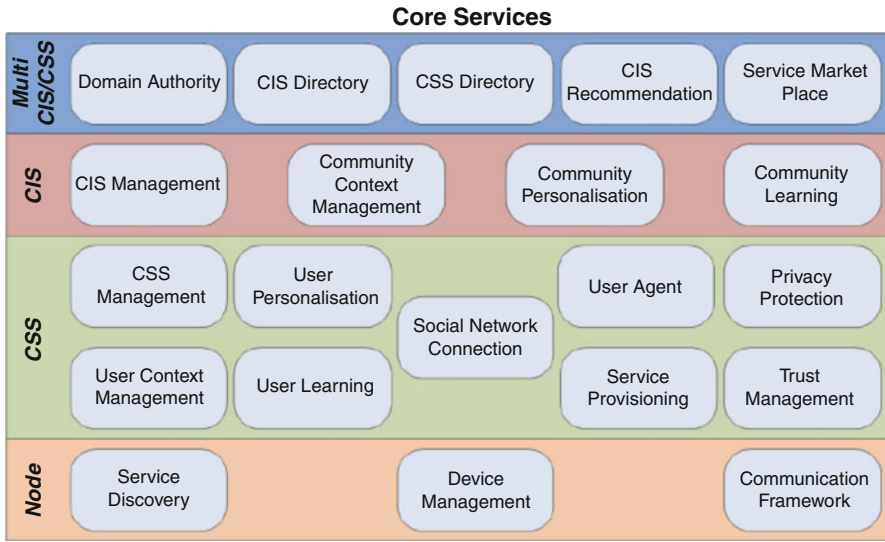 Core Services
Multi
CIS/CSS
Domain Authority
CIS Directory
CSS Directory
CIS
Recommendation
Service Market
Place
CIS
CIS Management
Community
Context
Management
Community
Personalisation
Community
Learning
CSS
CSS
Management
User
Personalisation
Social Network
Connection
User Agent
Privacy
Protection
User Context
Management
User Learning
Service
Provisioning
Trust
Management
Node
Service
Discovery
Device
Management
Communication
Framework